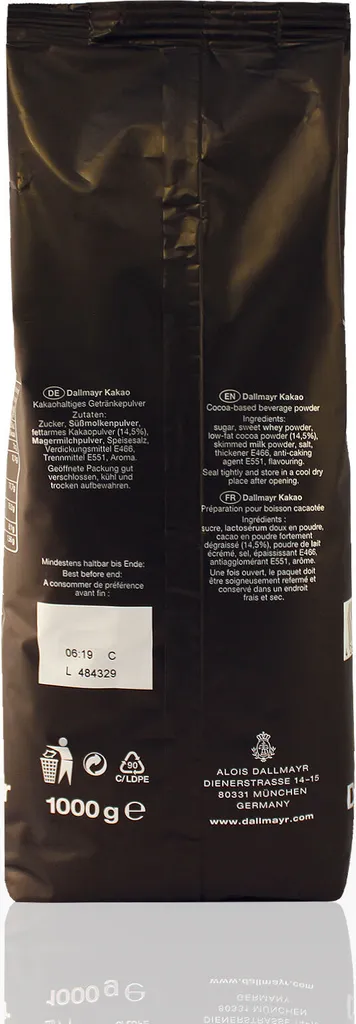 DE Dallmayr Kakao
Kakaohaltiges Getränkepulver
Zutaten:
Zucker, Süßmolkenpulver,
fettarmes Kakaopulver (14,5%),
Magermilchpulver, Speisesalz,
Verdickungsmittel E466,
Trennmittel E551, Aroma.
Geöffnete Packung gut
verschlossen, kühl und
trocken aufbewahren.
EN Dallmayr Kakao
Cocoa-based beverage powder
Ingredients:
sugar, sweet whey powder,
low-fat cocoa powder (14,5%),
skimmed milk powder, salt,
thickener E466, anti-caking
agent E551, flavouring.
Seal tightly and store in a cool dry
place after opening.
FR Dallmayr Kakao
Préparation pour boisson cacaotée
Ingrédients :
sucre, lactosérum doux en poudre,
cacao en poudre fortement
dégraissé (14,5%), poudre de lait
écrémé, sel, épaississant E466,
antiagglomérant E551, arôme.
Une fois ouvert, le paquet doit
être soigneusement refermé et
conservé dans un endroit
frais et sec.
Mindestens haltbar bis Ende:
Best before end:
A consommer de préférence
avant fin :
06:19 C
L 484329
90
C/LDPE
1000 g e
ALOIS DALLMAYR
DIENERSTRASSE 14-15
80331 MÜNCHEN
GERMANY
www.dallmayr.com